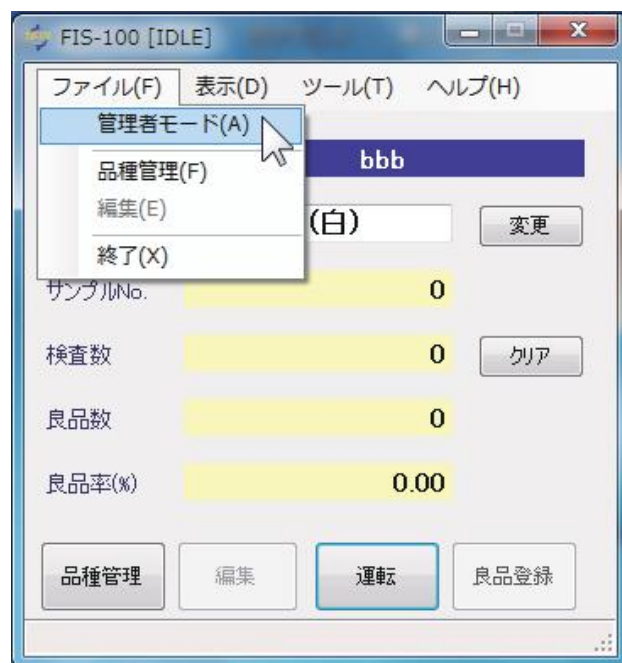 FIS-100 [IDLE]
ファイル(F) 表示(D) ツール(T) ヘルプ(H)
管理者モード(A)
bbb
品種管理(F)
編集(E)
(白) 変更
終了(X)
サンプルNo. 0
検査数 0 クリア
良品数 0
良品率(%) 0.00
品種管理 編集 運転 良品登録